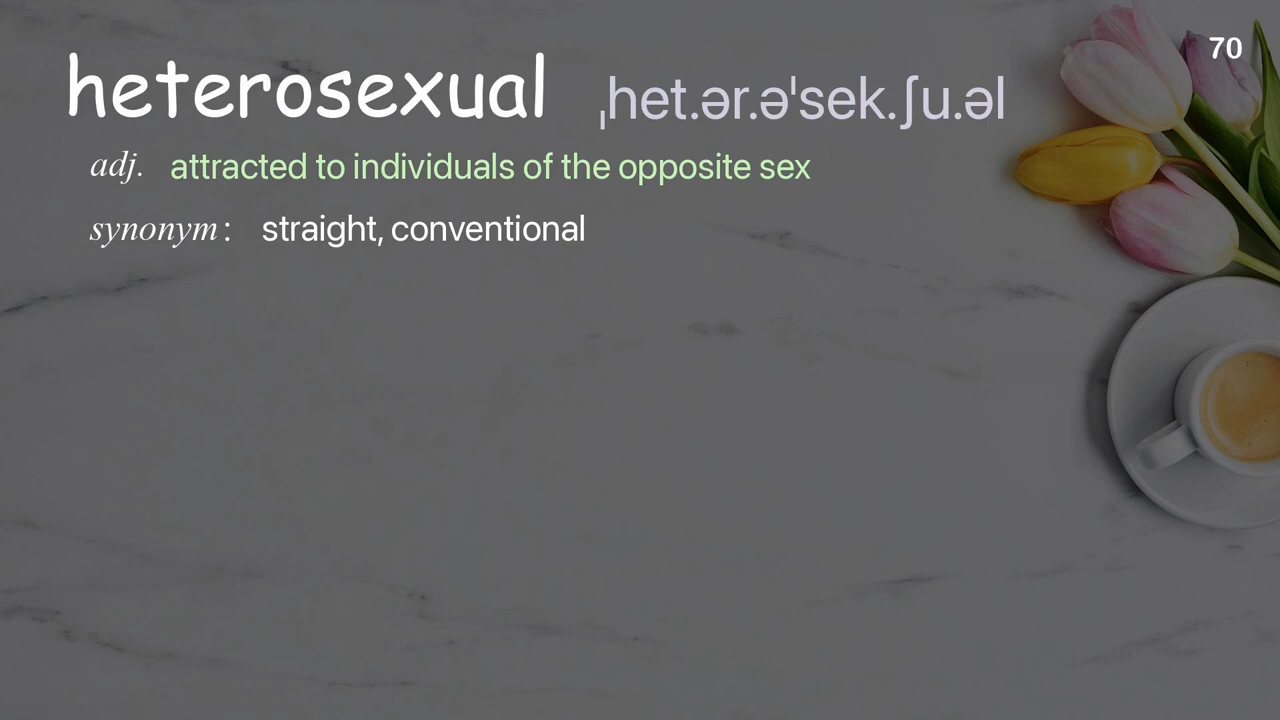 70
heterosexual ˌhet.ər.əˈsek.ʃu.əl
adj. attracted to individuals of the opposite sex
synonym : straight, conventional